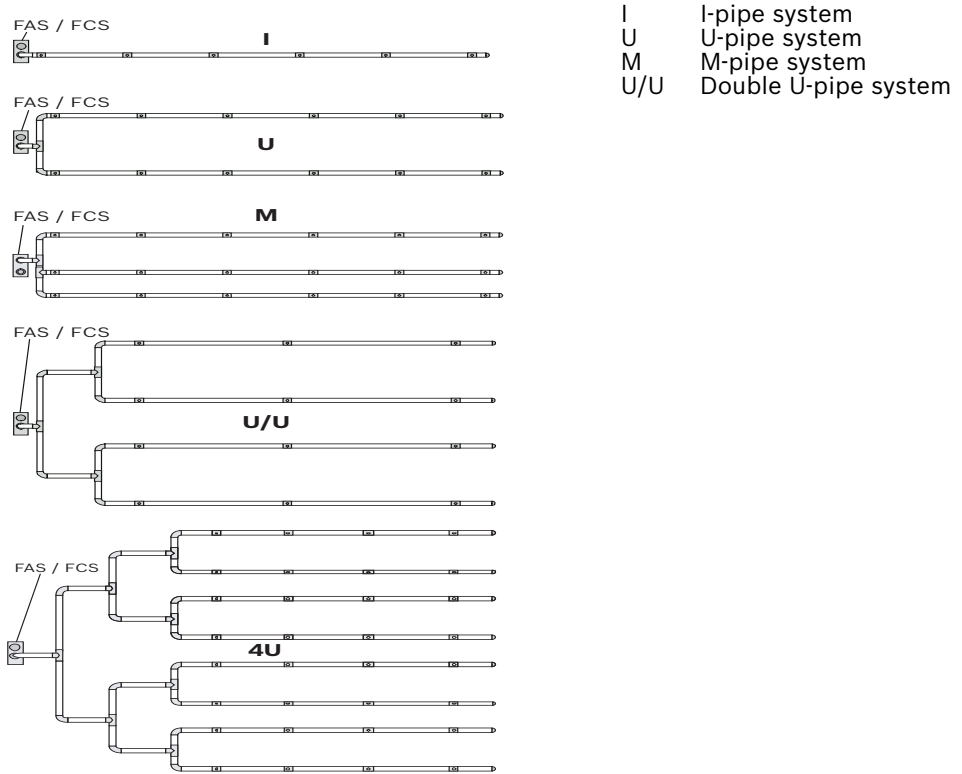 FAS / FCS
I
FAS / FCS
U
FAS / FCS
M
FAS / FCS
U/U
FAS / FCS
4U
I I-pipe system
U U-pipe system
M M-pipe system
U/U Double U-pipe system